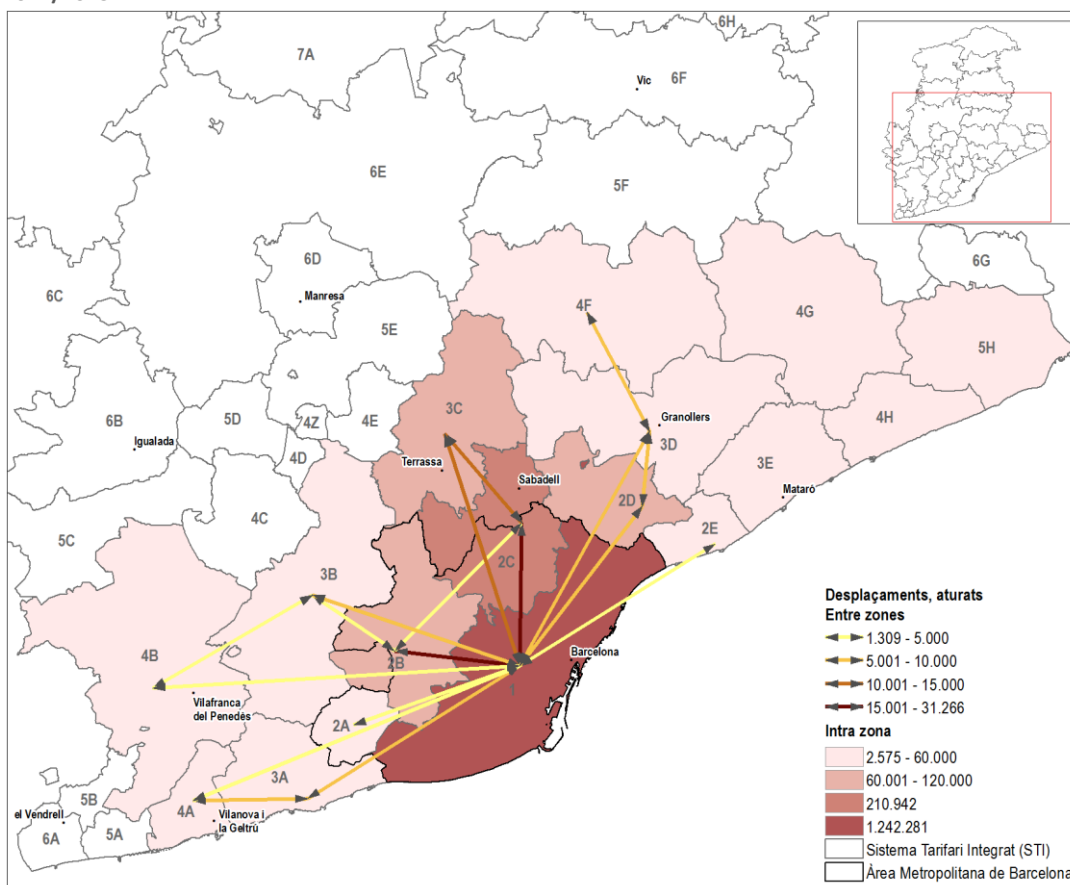 6H
7A
6F
Vic
6E
5F
6D
6G
6C
Manresa
4F
4G
5E
5H
3C
6B
5D
4Z
4E
Granollers
4H
Igualada
3D
4D
Terrassa
3E
Sabadell
Mataró
4C
2D
5C
2E
2C
3B
Desplaçaments, aturats
Entre zones
1.309 - 5.000
4B
2B
Barcelona
5.001 - 10.000
1
10.001 - 15.000
Vilafranca
del Penedès
15.001 - 31.266
2A
Intra zona
2.575 - 60.000
3A
60.001 - 120.000
5B
4A
210.942
el Vendrell
Vilanova i
la Geltrú
1.242.281
6A
5A
Sistema Tarifari Integrat (STI)
Àrea Metropolitana de Barcelona